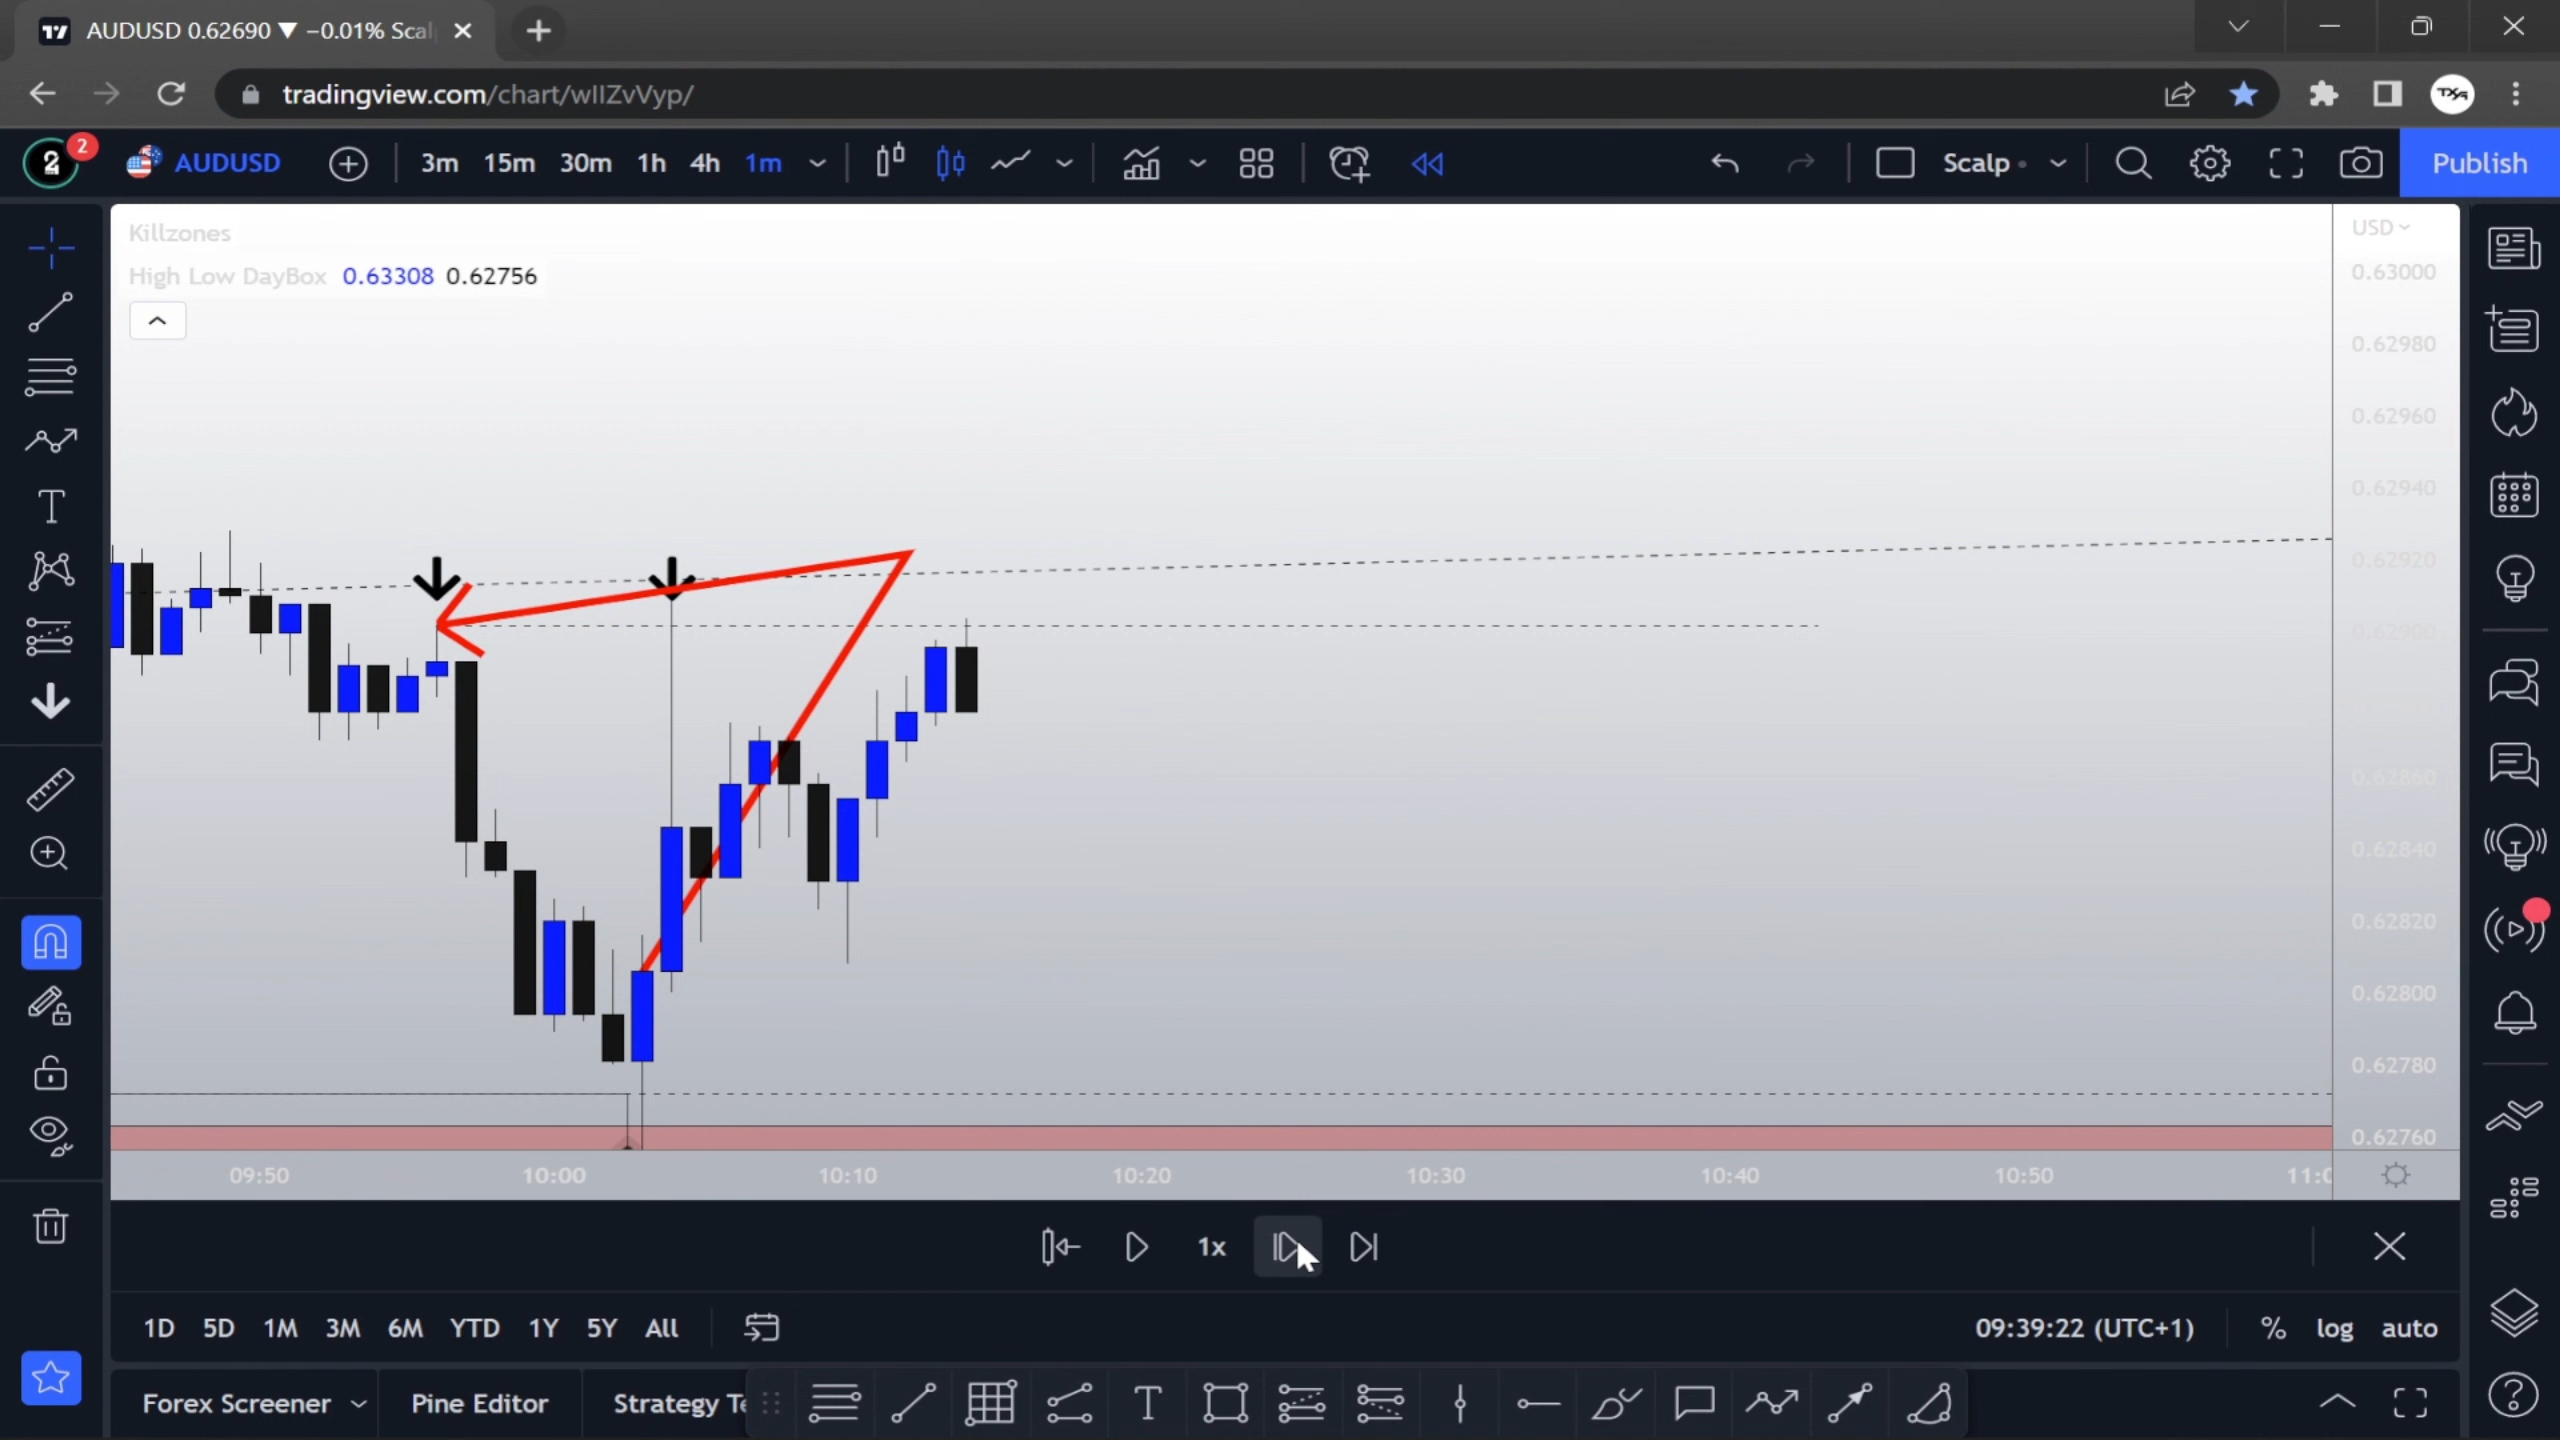 AUDUSD 0.62690 ▼ −0.01% Scal
tradingview.com/chart/wIIZvVyp/
2 2 AUDUSD 3m 15m 30m 1h 4h 1m Scalp Publish
Killzones
High Low DayBox 0.63308 0.62756
USD
0.63000
0.62980
0.62960
0.62940
0.62920
0.62900
0.62860
0.62840
0.62820
0.62800
0.62780
0.62760
09:50 10:00 10:10 10:20 10:30 10:40 10:50
1x
1D 5D 1M 3M 6M YTD 1Y 5Y All 09:39:22 (UTC+1) % log auto
Forex Screener Pine Editor Strategy Te